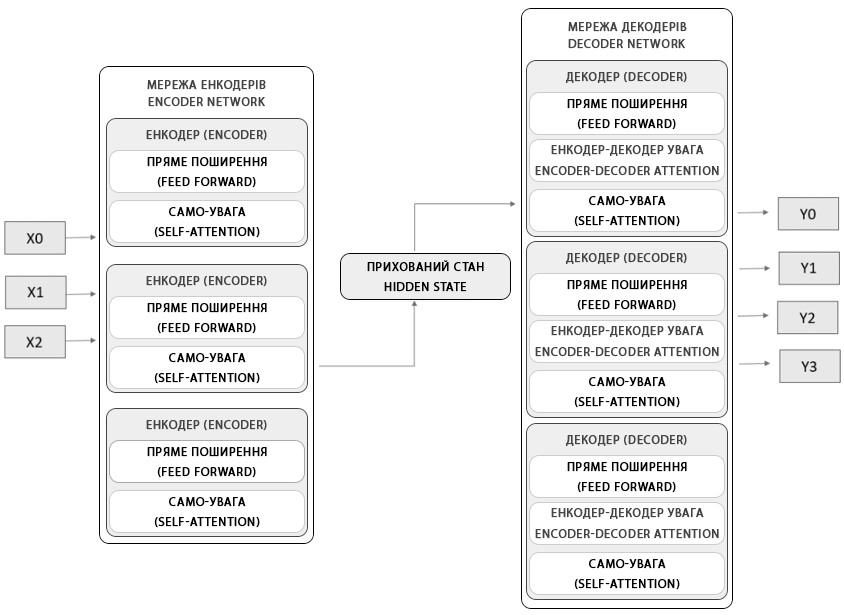 МЕРЕЖА ЕНКОДЕРІВ
ENCODER NETWORK
ЕНКОДЕР (ENCODER)
ПРЯМЕ ПОШИРЕННЯ
(FEED FORWARD)
САМО-УВАГА
(SELF-ATTENTION)
ЕНКОДЕР (ENCODER)
ПРЯМЕ ПОШИРЕННЯ
(FEED FORWARD)
САМО-УВАГА
(SELF-ATTENTION)
ЕНКОДЕР (ENCODER)
ПРЯМЕ ПОШИРЕННЯ
(FEED FORWARD)
САМО-УВАГА
(SELF-ATTENTION)
X0
X1
X2
ПРИХОВАНИЙ СТАН
HIDDEN STATE
МЕРЕЖА ДЕКОДЕРІВ
DECODER NETWORK
ДЕКОДЕР (DECODER)
ПРЯМЕ ПОШИРЕННЯ
(FEED FORWARD)
ЕНКОДЕР-ДЕКОДЕР УВАГА
ENCODER-DECODER ATTENTION
САМО-УВАГА
(SELF-ATTENTION)
ДЕКОДЕР (DECODER)
ПРЯМЕ ПОШИРЕННЯ
(FEED FORWARD)
ЕНКОДЕР-ДЕКОДЕР УВАГА
ENCODER-DECODER ATTENTION
САМО-УВАГА
(SELF-ATTENTION)
ДЕКОДЕР (DECODER)
ПРЯМЕ ПОШИРЕННЯ
(FEED FORWARD)
ЕНКОДЕР-ДЕКОДЕР УВАГА
ENCODER-DECODER ATTENTION
САМО-УВАГА
(SELF-ATTENTION)
Y0
Y1
Y2
Y3